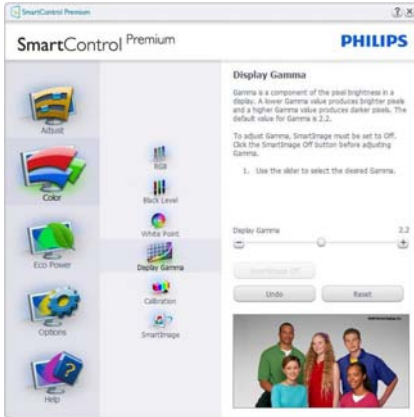 SmartControl Premium
SmartControl Premium
PHILIPS
Adjust
Color
Eco Power
Options
Help
RGB
Black Level
White Point
Display Gamma
Calibration
SmartImage
Display Gamma
Gamma is a component of the pixel brightness in a
display. A lower Gamma value produces brighter pixels
and a higher Gamma value produces darker pixels. The
default value for Gamma is 2.2.
To adjust Gamma, SmartImage must be set to Off.
Click the SmartImage Off button before adjusting
Gamma.
1. Use the slider to select the desired Gamma.
Display Gamma 2.2
SmartImage Off
Undo Reset